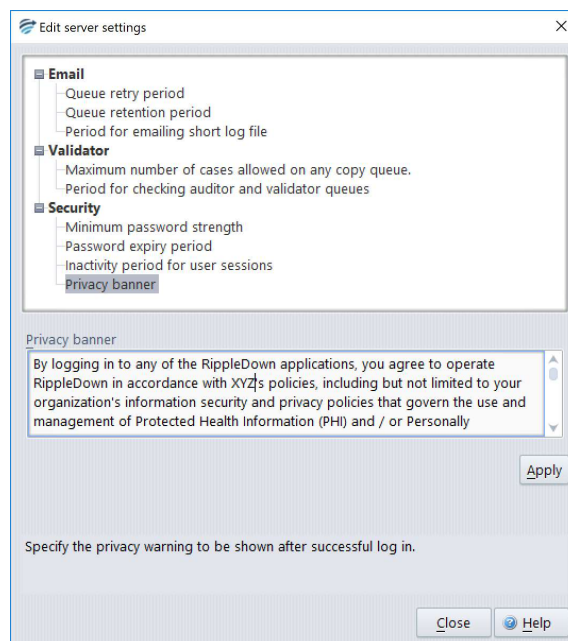 Edit server settings
Email
Queue retry period
Queue retention period
Period for emailing short log file
Validator
Maximum number of cases allowed on any copy queue.
Period for checking auditor and validator queues
Security
Minimum password strength
Password expiry period
Inactivity period for user sessions
Privacy banner
Privacy banner
By logging in to any of the RippleDown applications, you agree to operate
RippleDown in accordance with XYZ's policies, including but not limited to your
organization's information security and privacy policies that govern the use and
management of Protected Health Information (PHI) and / or Personally
Apply
Specify the privacy warning to be shown after successful log in.
Close
Help